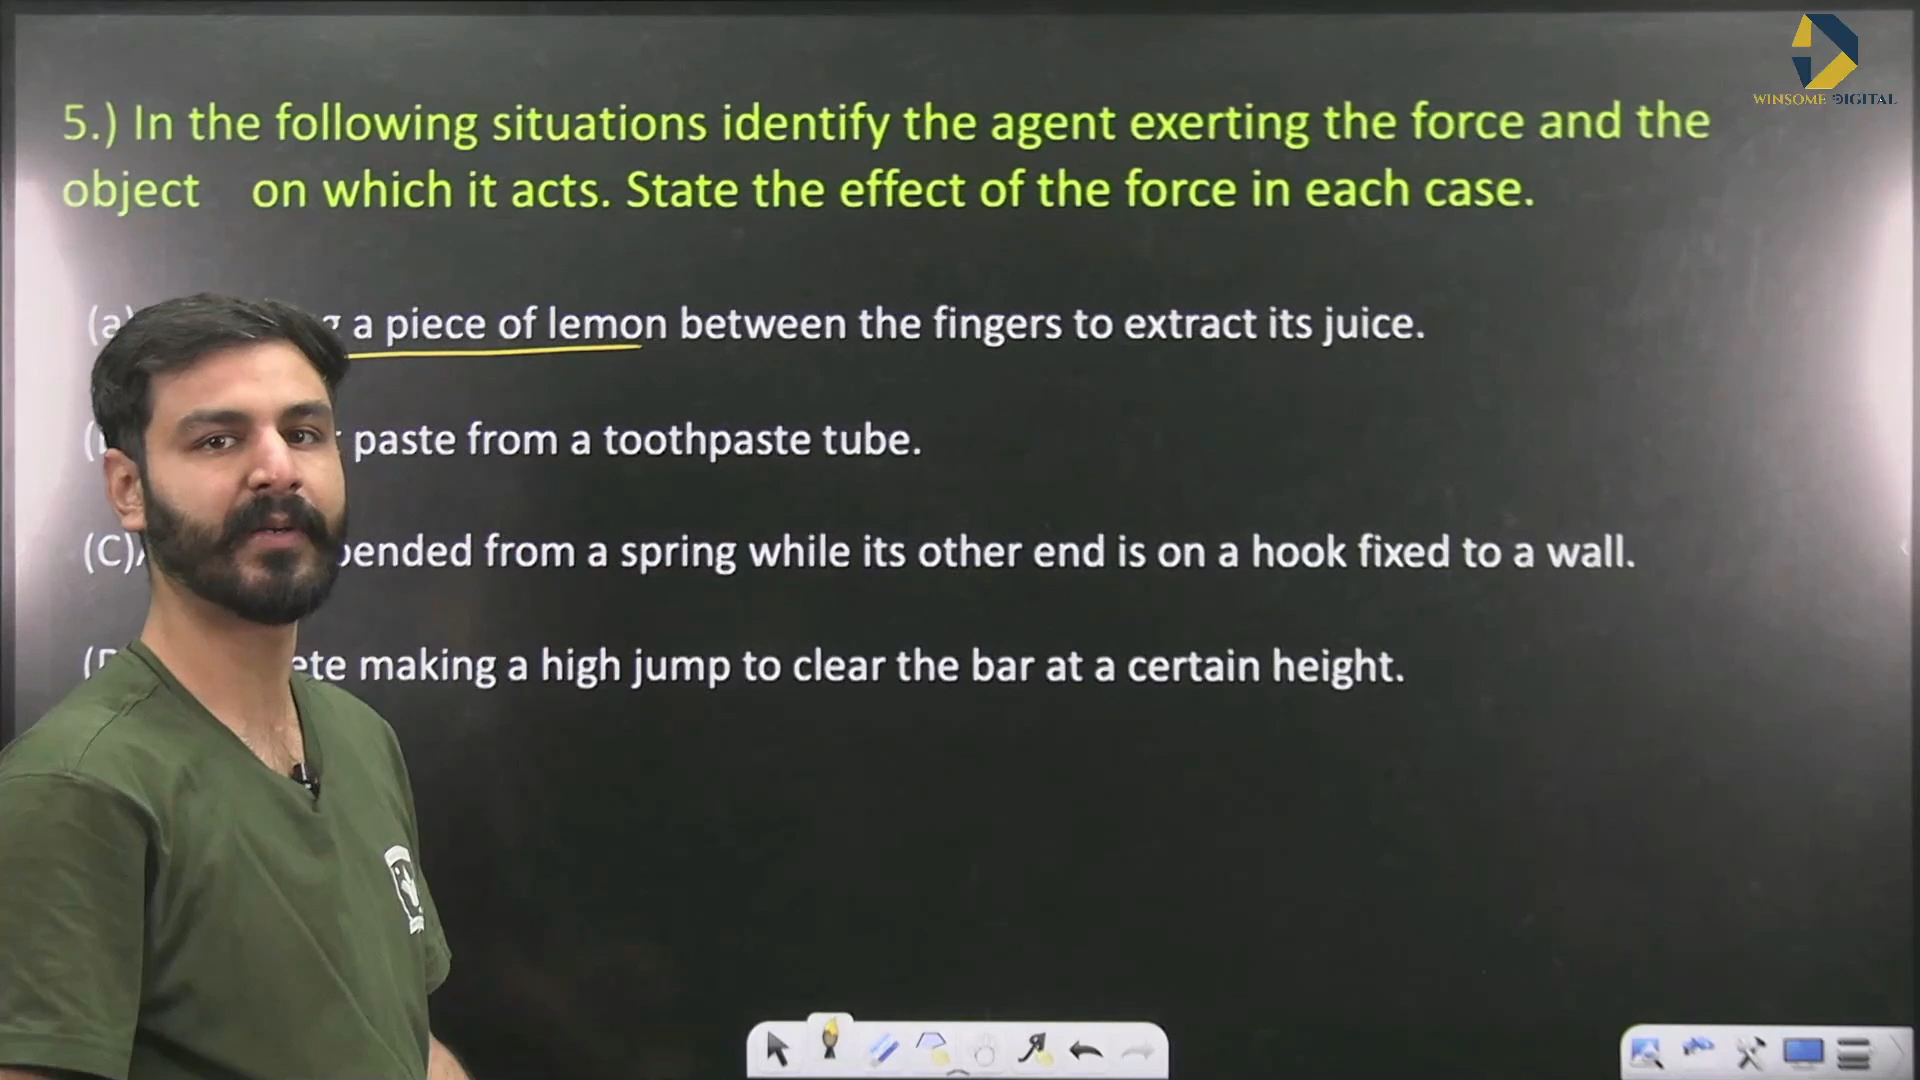 WINSOME DIGITAL
5.) In the following situations identify the agent exerting the force and the
object on which it acts. State the effect of the force in each case.
(a) a piece of lemon between the fingers to extract its juice.
paste from a toothpaste tube.
(C) from a spring while its other end is on a hook fixed to a wall.
making a high jump to clear the bar at a certain height.